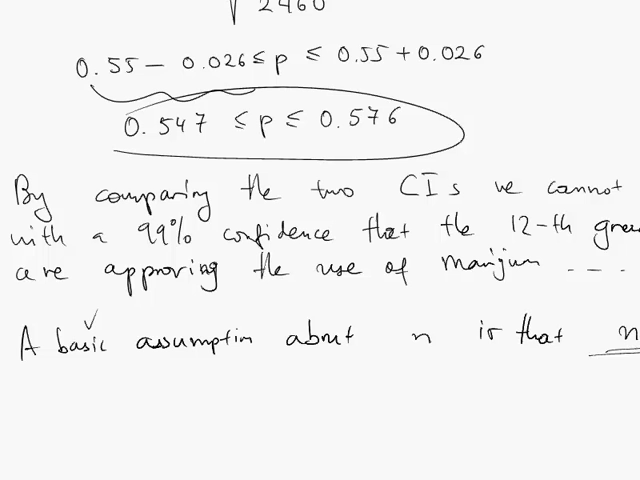 √ 2460
0.55 − 0.026 ≤ p ≤ 0.55 + 0.026
0.547 ≤ p ≤ 0.576
By comparing the two CIs we cannot
with a 99% confidence that the 12-th
are approving the use of marijum ----
A basic assumption about n is that n